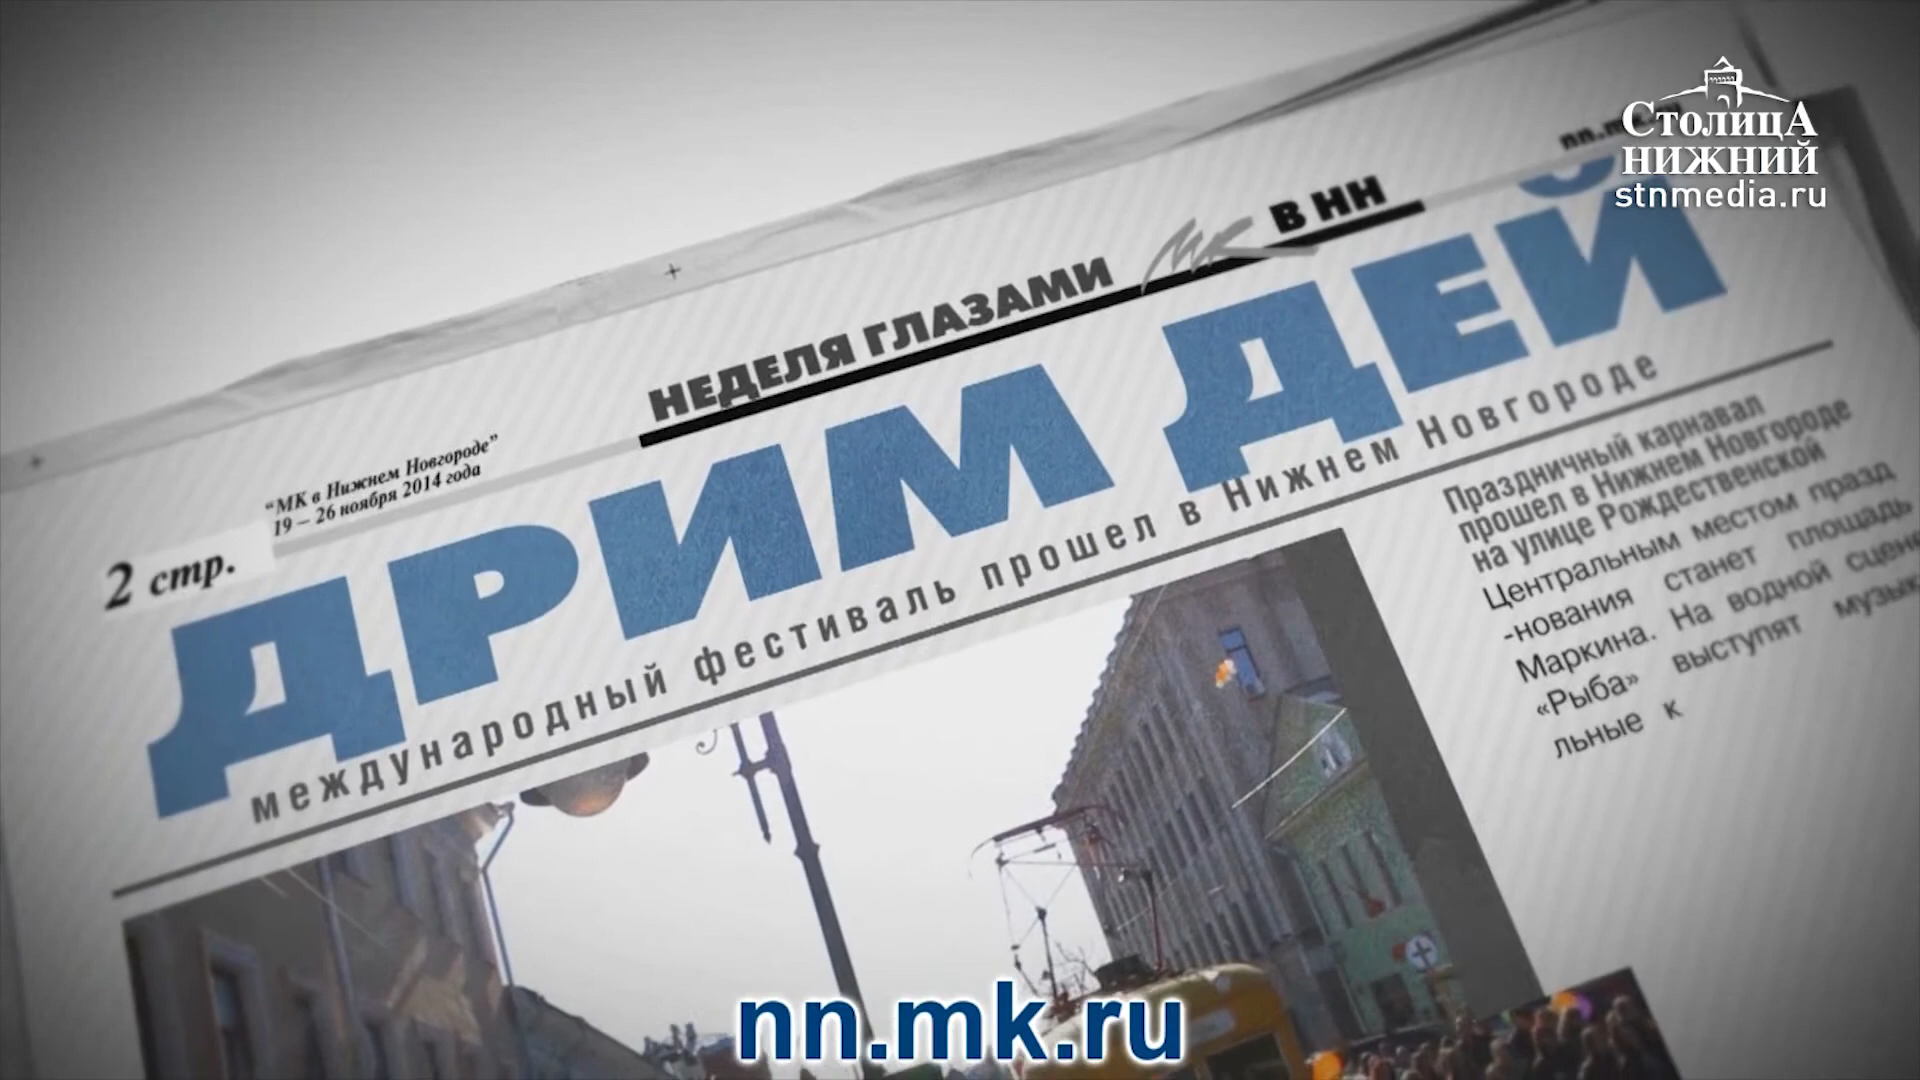 СтолицА
нижний
stnmedia.ru
НЕДЕЛЯ ГЛАЗАМИ МК В НН
“МК в Нижнем Новгороде”
19 – 26 ноября 2014 года
2 стр.
ДРИМ ДЕЙ
международный фестиваль прошел в Нижнем Новгороде
Праздничный карнавал
прошел в Нижнем Новгороде
на улице Рождественской
Центральным местом празд
-нования станет площадь
Маркина. На водной сцене
«Рыба» выступят музык
льные к
nn.mk.ru